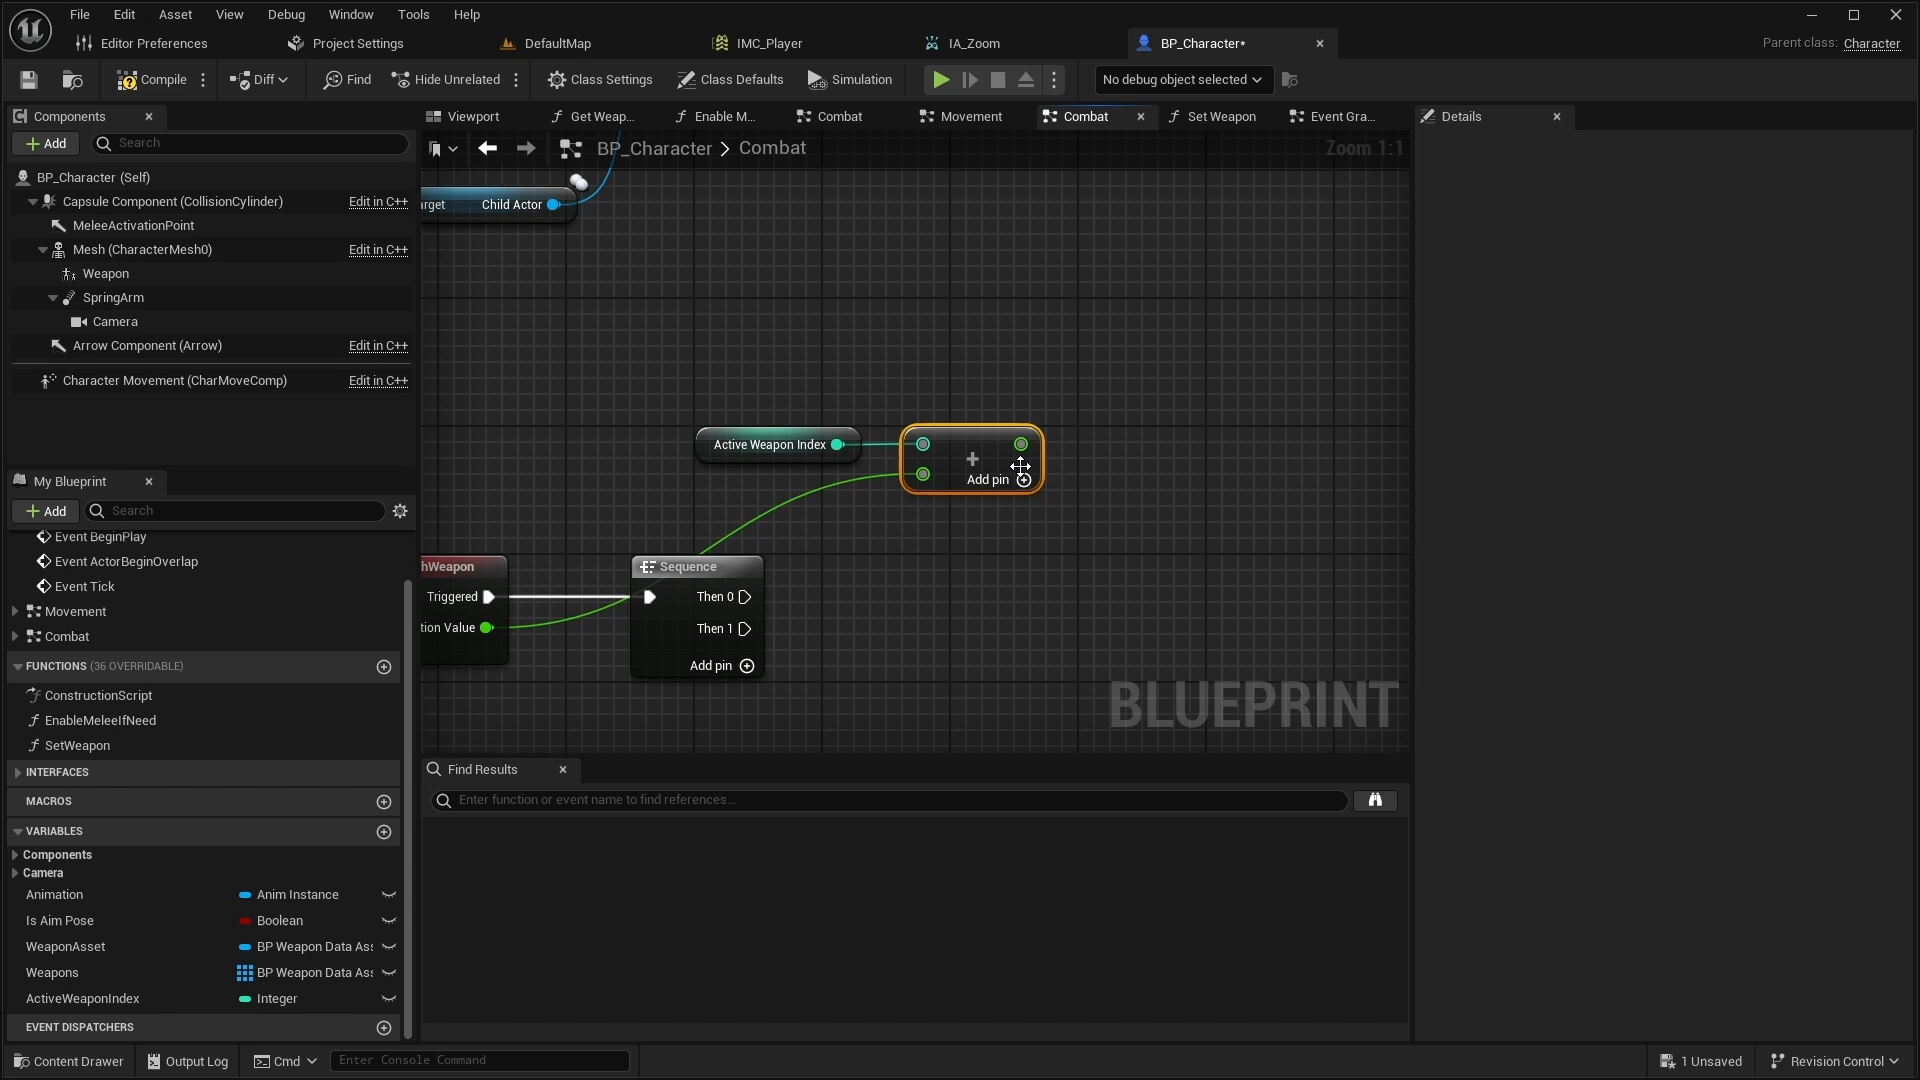 File Edit Asset View Debug Window Tools Help
Editor Preferences Project Settings DefaultMap IMC_Player IA_Zoom BP_Character*
Parent class: Character
Compile Diff Find Hide Unrelated Class Settings Class Defaults Simulation No debug object selected
Components
Add Search
BP_Character (Self)
Capsule Component (CollisionCylinder) Edit in C++
MeleeActivationPoint
Mesh (CharacterMesh0) Edit in C++
Weapon
SpringArm
Camera
Arrow Component (Arrow) Edit in C++
Character Movement (CharMoveComp) Edit in C++
My Blueprint
Add Search
Event BeginPlay
Event ActorBeginOverlap
Event Tick
Movement
Combat
FUNCTIONS (36 OVERRIDABLE)
ConstructionScript
EnableMeleeIfNeed
SetWeapon
INTERFACES
MACROS
VARIABLES
Components
Camera
Animation Anim Instance
Is Aim Pose Boolean
WeaponAsset BP Weapon Data Ass
Weapons BP Weapon Data Ass
ActiveWeaponIndex Integer
EVENT DISPATCHERS
Viewport Get Weap... Enable M... Combat Movement Combat Set Weapon Event Gra...
BP_Character > Combat
Zoom 1:1
arget Child Actor
Active Weapon Index
Add pin
hWeapon
Triggered
tion Value
Sequence
Then 0
Then 1
Add pin
BLUEPRINT
Find Results
Enter function or event name to find references...
Details
Content Drawer Output Log Cmd Enter Console Command 1 Unsaved Revision Control